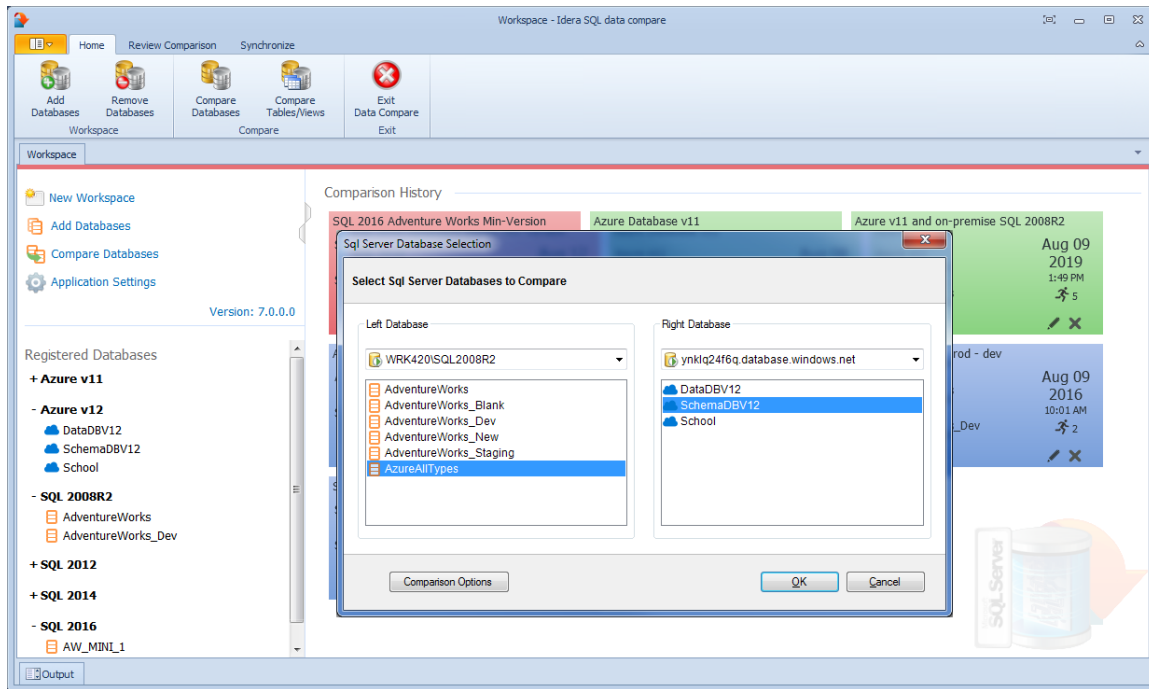 Workspace - Idera SQL data compare
Home Review Comparison Synchronize
Add Databases
Remove Databases
Compare Databases
Compare Tables/Views
Exit Data Compare
Workspace Compare Exit
Workspace
New Workspace
Add Databases
Compare Databases
Application Settings
Version: 7.0.0.0
Registered Databases
+ Azure v11
- Azure v12
DataDBV12
SchemaDBV12
School
- SQL 2008R2
AdventureWorks
AdventureWorks_Dev
+ SQL 2012
+ SQL 2014
- SQL 2016
AW_MINI_1
Comparison History
SQL 2016 Adventure Works Min-Version
Azure Database v11
Azure v11 and on-premise SQL 2008R2
Aug 09
2019
1:49 PM
5
rod - dev
Aug 09
2016
10:01 AM
_Dev
2
Sql Server Database Selection
Select Sql Server Databases to Compare
Left Database
WRK420\SQL2008R2
AdventureWorks
AdventureWorks_Blank
AdventureWorks_Dev
AdventureWorks_New
AdventureWorks_Staging
AzureAllTypes
Right Database
ynklq24f6q.database.windows.net
DataDBV12
SchemaDBV12
School
Comparison Options
OK
Cancel
SQL Server
Output